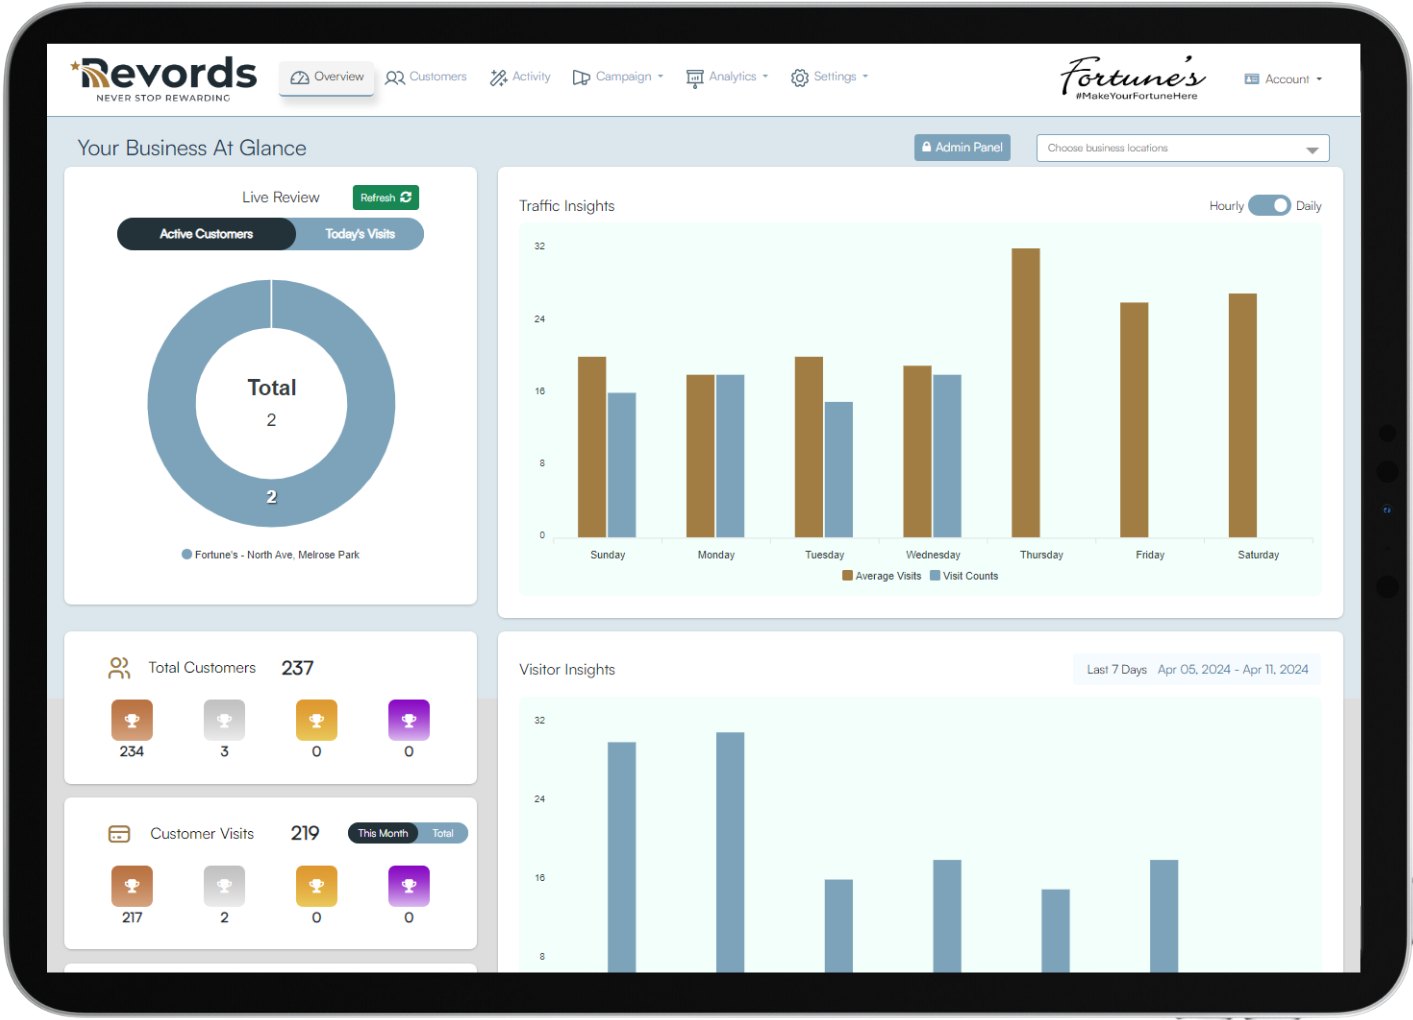 Revords
NEVER STOP REWARDING
Overview
Customers
Activity
Campaign
Analytics
Settings
Fortune's
#MakeYourFortuneHere
Account
Your Business At Glance
Admin Panel
Choose business locations
Live Review
Refresh
Active Customers
Today's Visits
Total
2
2
Fortune's - North Ave, Melrose Park
Traffic Insights
Hourly
Daily
32
24
16
8
0
Sunday
Monday
Tuesday
Wednesday
Thursday
Friday
Saturday
Average Visits
Visit Counts
Total Customers
237
234
3
0
0
Customer Visits
219
This Month
Total
217
2
0
0
Visitor Insights
Last 7 Days
Apr 05, 2024 - Apr 11, 2024
32
24
16
8